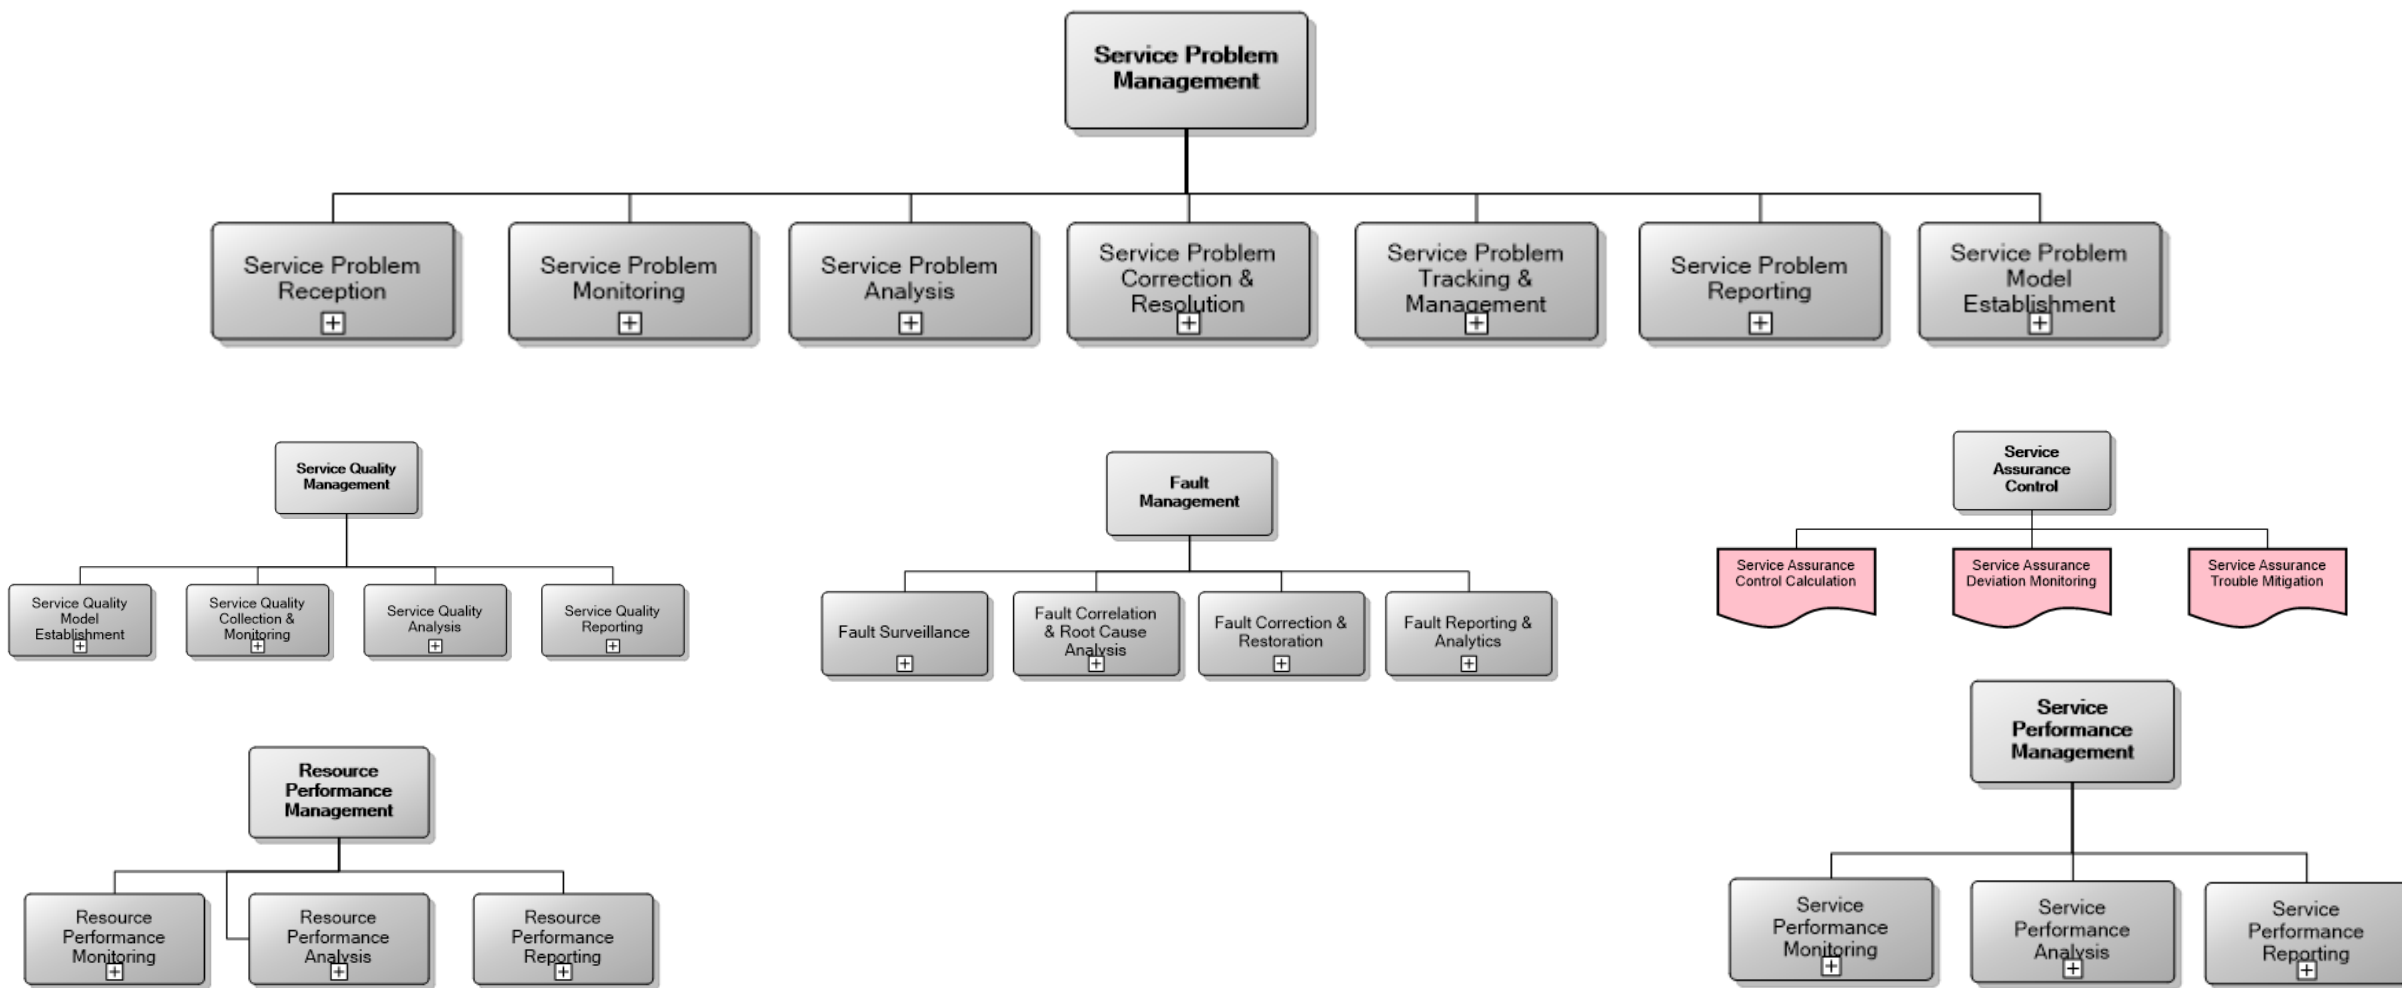 Service Problem
Management
Service Problem
Reception
Service Problem
Monitoring
Service Problem
Analysis
Service Problem
Correction &
Resolution
Service Problem
Tracking &
Management
Service Problem
Reporting
Service Problem
Model
Establishment
Service Quality
Management
Service Quality
Model
Establishment
Service Quality
Collection &
Monitoring
Service Quality
Analysis
Service Quality
Reporting
Fault
Management
Fault Surveillance
Fault Correlation
& Root Cause
Analysis
Fault Correction &
Restoration
Fault Reporting &
Analytics
Service
Assurance
Control
Service Assurance
Control Calculation
Service Assurance
Deviation Monitoring
Service Assurance
Trouble Mitigation
Resource
Performance
Management
Resource
Performance
Monitoring
Resource
Performance
Analysis
Resource
Performance
Reporting
Service
Performance
Management
Service
Performance
Monitoring
Service
Performance
Analysis
Service
Performance
Reporting